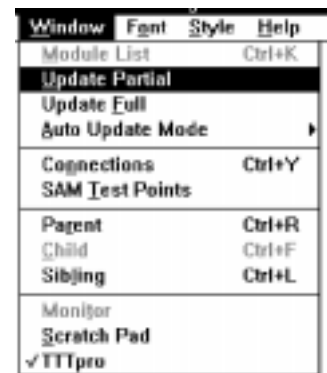 Window Font Style Help
Module List Ctrl+K
Update Partial
Update Full
Auto Update Mode
Connections Ctrl+Y
SAM Test Points
Parent Ctrl+R
Child Ctrl+F
Sibling Ctrl+L
Monitor
Scratch Pad
✓TTTpro